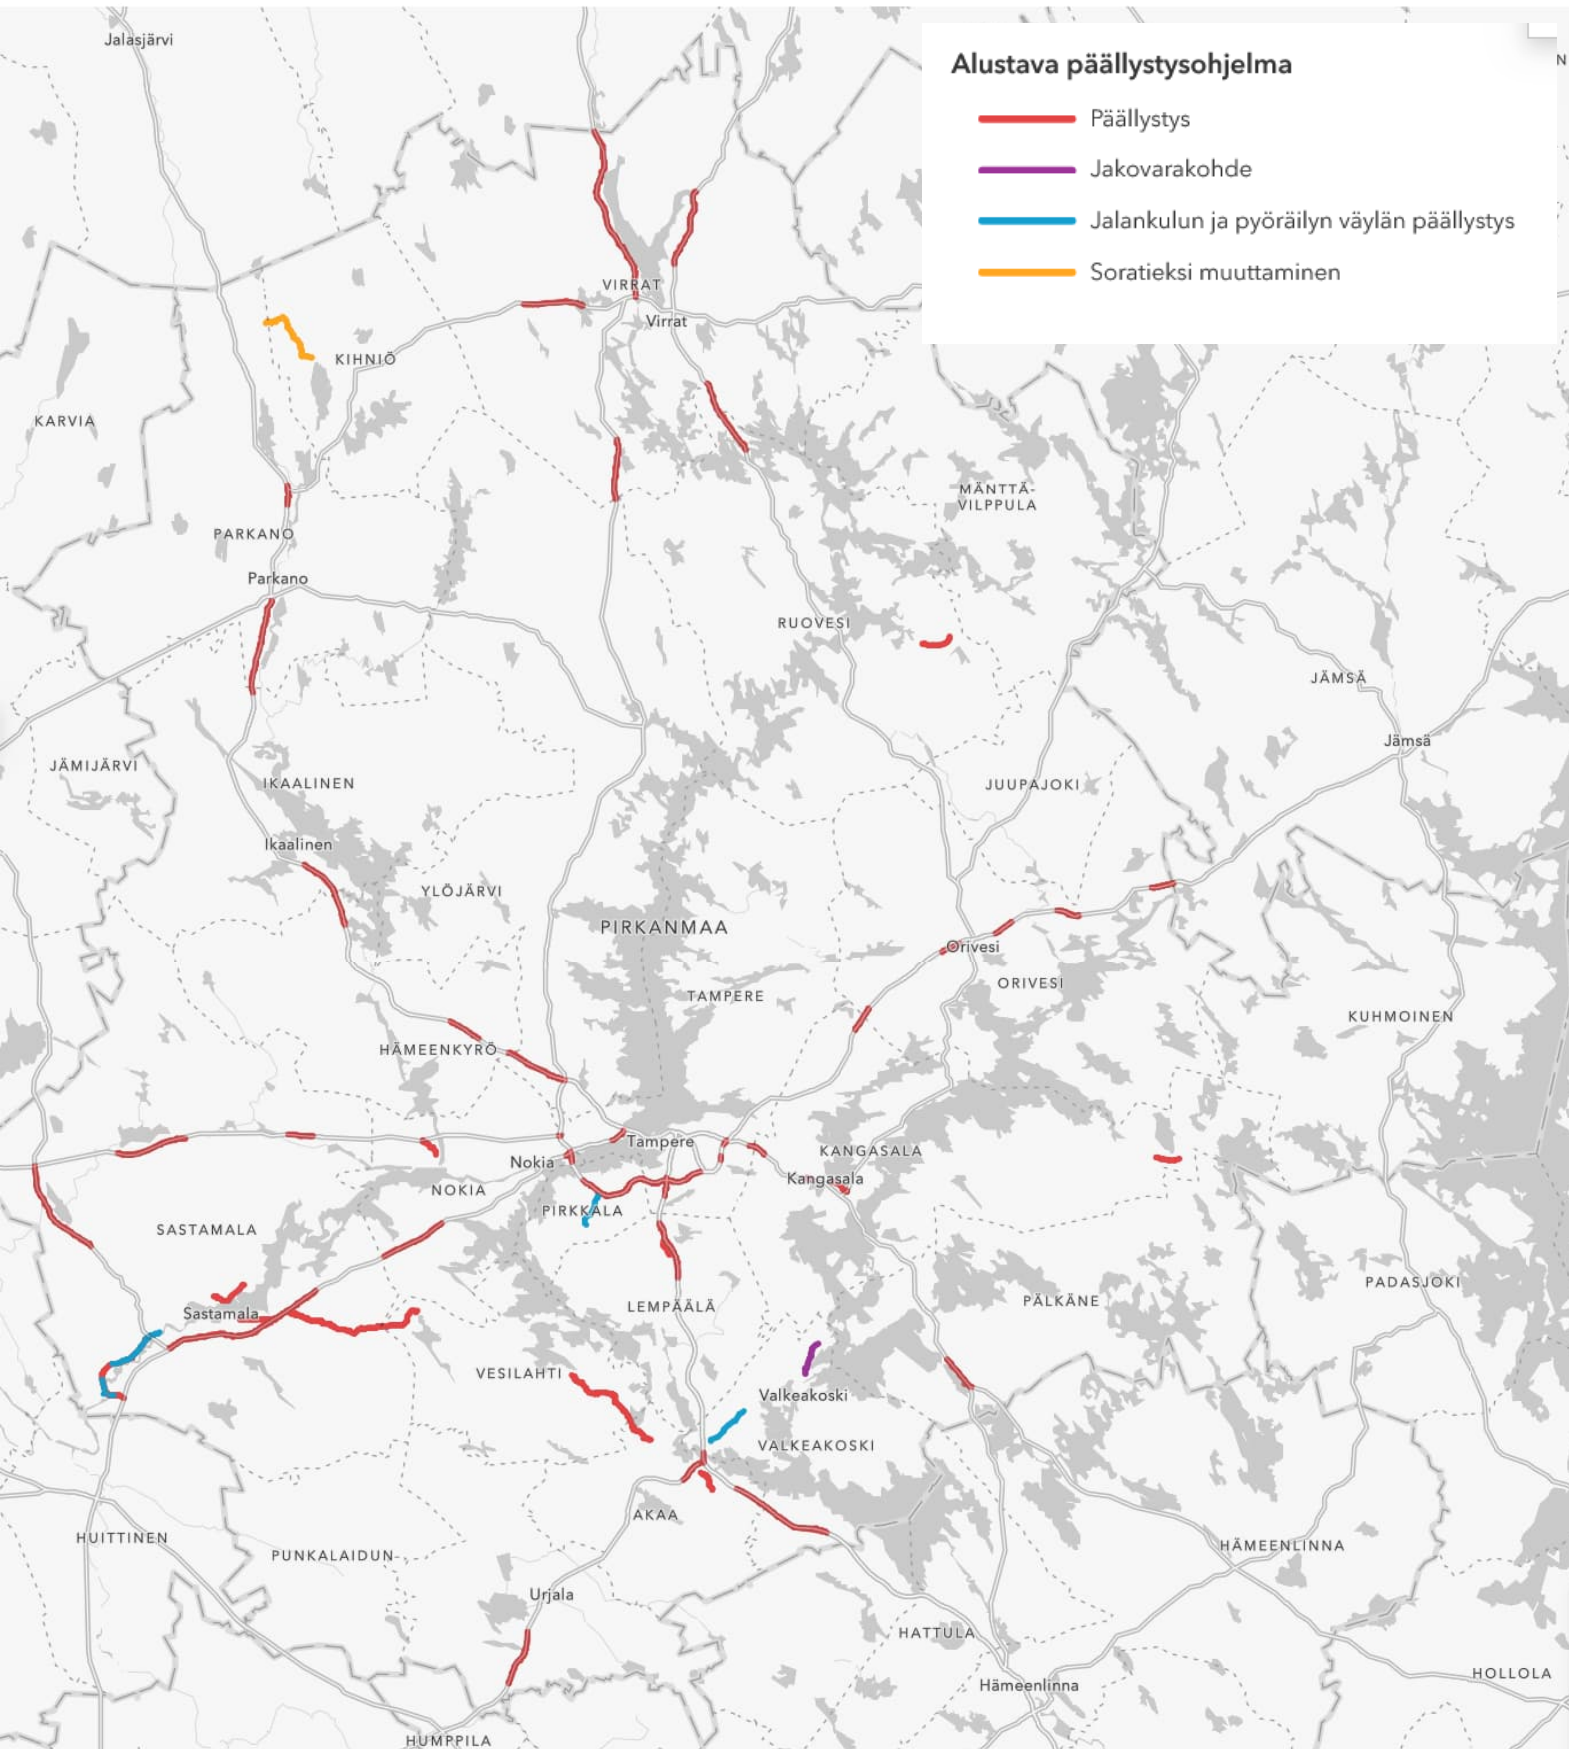 Jalasjärvi
N
Alustava päällystysohjelma
Päällystys
Jakovarakohde
Jalankulun ja pyöräilyn väylän päällystys
Soratieksi muuttaminen
VIRRAT
Virrat
KIHNIÖ
KARVIA
MÄNTTÄ-
VILPPULA
PARKANO
Parkano
RUOVESI
JÄMSÄ
Jämsä
JÄMIJÄRVI
IKAALINEN
JUUPAJOKI
Ikaalinen
YLÖJÄRVI
PIRKANMAA
Orivesi
ORIVESI
TAMPERE
KUHMOINEN
HÄMEENKYRÖ
Tampere
KANGASALA
Nokia
Kangasala
NOKIA
PIRKKALA
SASTAMALA
PADASJOKI
PÄLKÄNE
LEMPÄÄLÄ
Sastamala
VESILAHTI
Valkeakoski
VALKEAKOSKI
AKAA
HUITTINEN
HÄMEENLINNA
PUNKALAIDUN
Urjala
HATTULA
HOLLOLA
Hämeenlinna
HUMPPILA